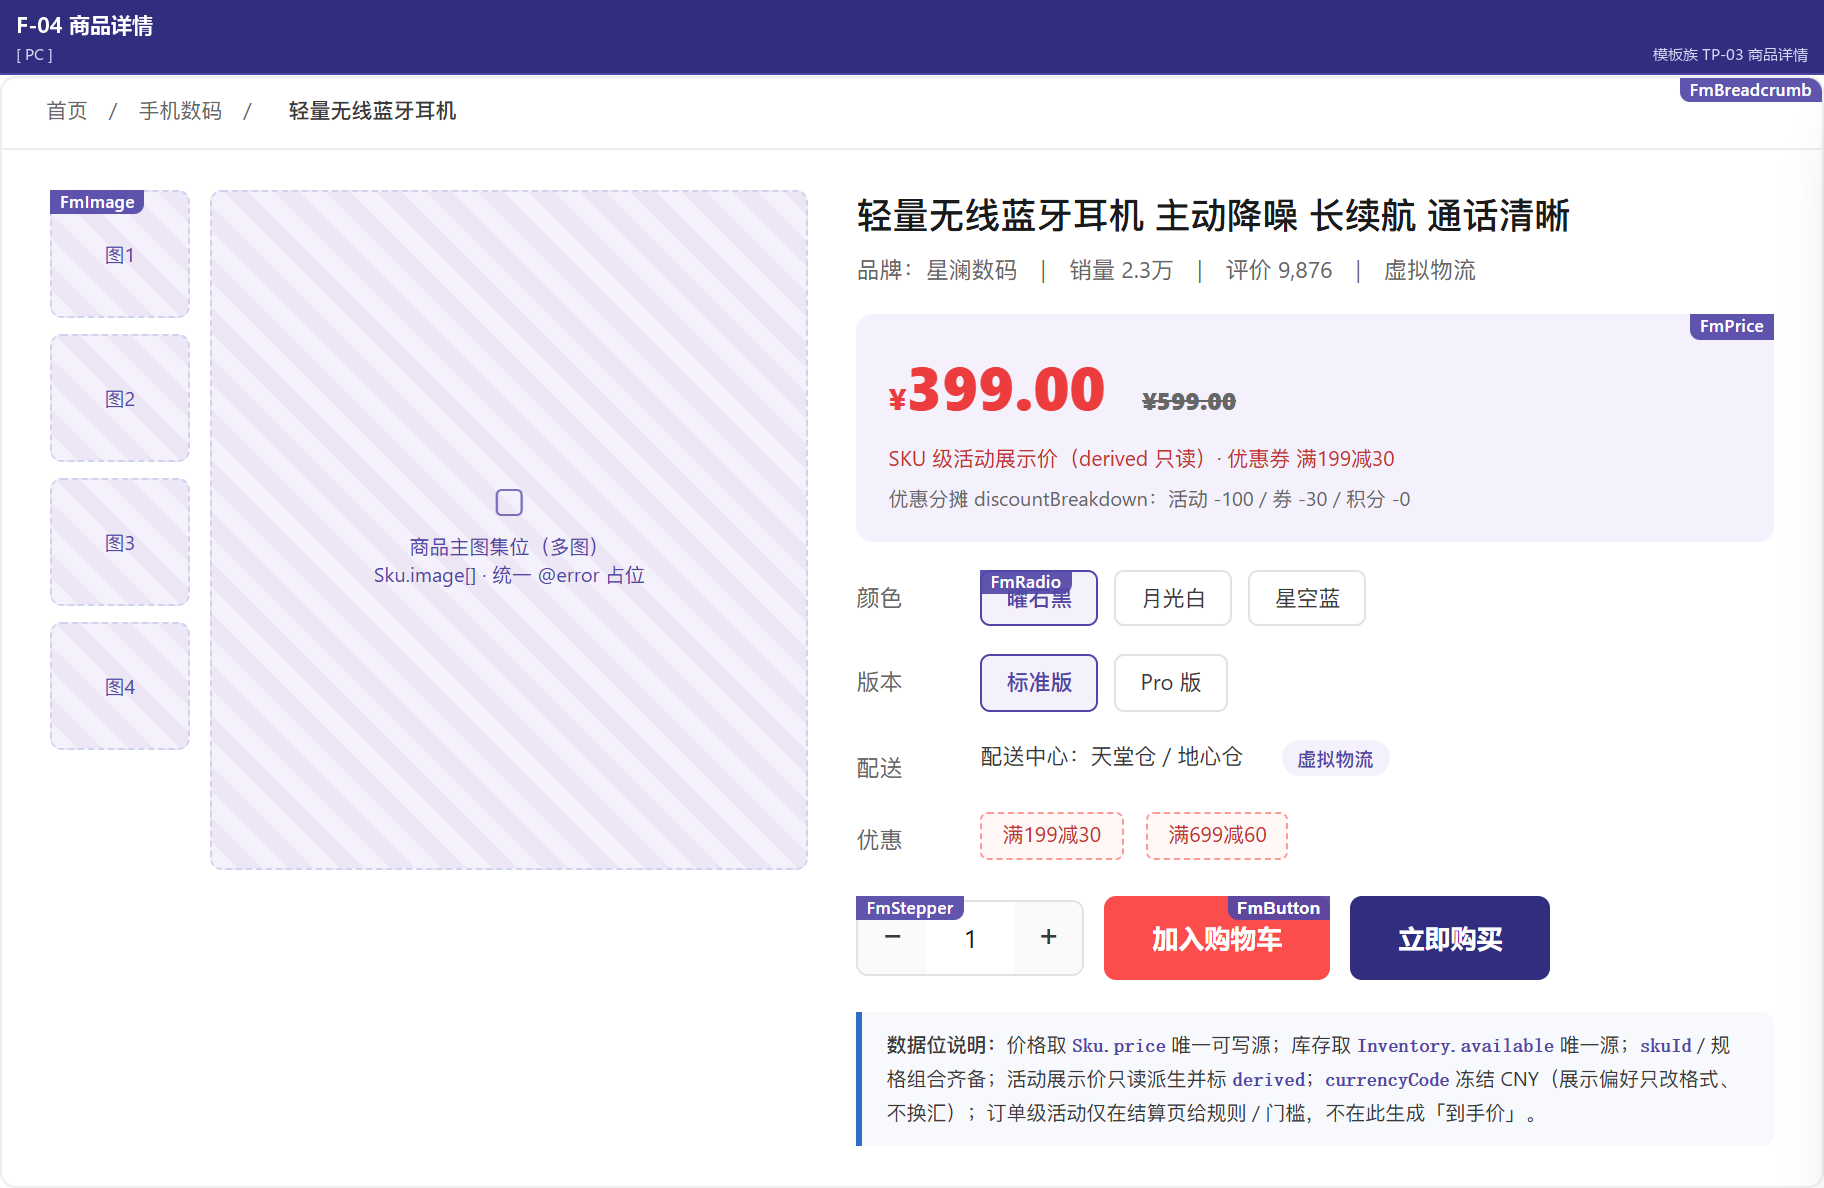 F-04 商品详情
[ PC ]
模板族 TP-03 商品详情
FmBreadcrumb
首页 / 手机数码 / 轻量无线蓝牙耳机
FmImage
图1
图2
图3
图4
商品主图集位（多图）
Sku.image[] · 统一 @error 占位
轻量无线蓝牙耳机 主动降噪 长续航 通话清晰
品牌：星澜数码 | 销量 2.3万 | 评价 9,876 | 虚拟物流
FmPrice
¥399.00 ¥599.00
SKU 级活动展示价（derived 只读）· 优惠券 满199减30
优惠分摊 discountBreakdown：活动 -100 / 券 -30 / 积分 -0
FmRadio
颜色 曜石黑 月光白 星空蓝
版本 标准版 Pro 版
配送 配送中心：天堂仓 / 地心仓 虚拟物流
优惠 满199减30 满699减60
FmStepper
− 1 +
FmButton
加入购物车
立即购买
数据位说明：价格取 Sku.price 唯一可写源；库存取 Inventory.available 唯一源；skuId / 规
格组合齐备；活动展示价只读派生并标 derived；currencyCode 冻结 CNY（展示偏好只改格式、
不换汇）；订单级活动仅在结算页给规则 / 门槛，不在此生成「到手价」。